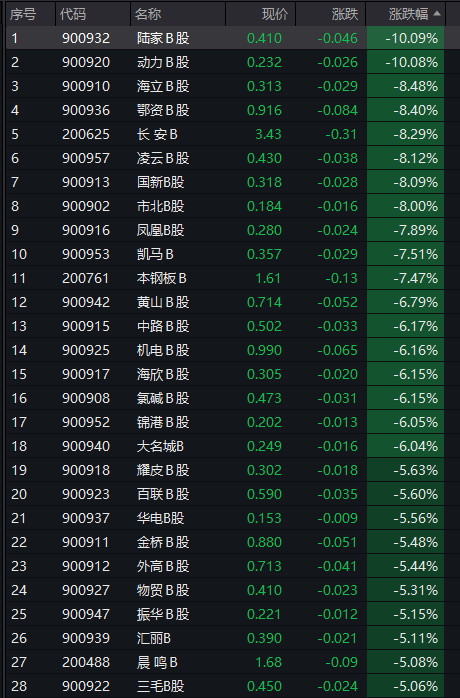 序号 代码 名称 现价 涨跌 涨跌幅
1 900932 陆家Ｂ股 0.410 -0.046 -10.09%
2 900920 动力Ｂ股 0.232 -0.026 -10.08%
3 900910 海立Ｂ股 0.313 -0.029 -8.48%
4 900936 鄂资Ｂ股 0.916 -0.084 -8.40%
5 200625 长 安Ｂ 3.43 -0.31 -8.29%
6 900957 凌云Ｂ股 0.430 -0.038 -8.12%
7 900913 国新B股 0.318 -0.028 -8.09%
8 900902 市北B股 0.184 -0.016 -8.00%
9 900916 凤凰B股 0.280 -0.024 -7.89%
10 900953 凯马Ｂ 0.357 -0.029 -7.51%
11 200761 本钢板Ｂ 1.61 -0.13 -7.47%
12 900942 黄山Ｂ股 0.714 -0.052 -6.79%
13 900915 中路Ｂ股 0.502 -0.033 -6.17%
14 900925 机电Ｂ股 0.990 -0.065 -6.16%
15 900917 海欣Ｂ股 0.305 -0.020 -6.15%
16 900908 氯碱Ｂ股 0.473 -0.031 -6.15%
17 900952 锦港Ｂ股 0.202 -0.013 -6.05%
18 900940 大名城B 0.249 -0.016 -6.04%
19 900918 耀皮Ｂ股 0.302 -0.018 -5.63%
20 900923 百联Ｂ股 0.590 -0.035 -5.60%
21 900937 华电B股 0.153 -0.009 -5.56%
22 900911 金桥Ｂ股 0.880 -0.051 -5.48%
23 900912 外高Ｂ股 0.713 -0.041 -5.44%
24 900927 物贸Ｂ股 0.410 -0.023 -5.31%
25 900947 振华Ｂ股 0.221 -0.012 -5.15%
26 900939 汇丽B 0.390 -0.021 -5.11%
27 200488 晨 鸣Ｂ 1.68 -0.09 -5.08%
28 900922 三毛B股 0.450 -0.024 -5.06%